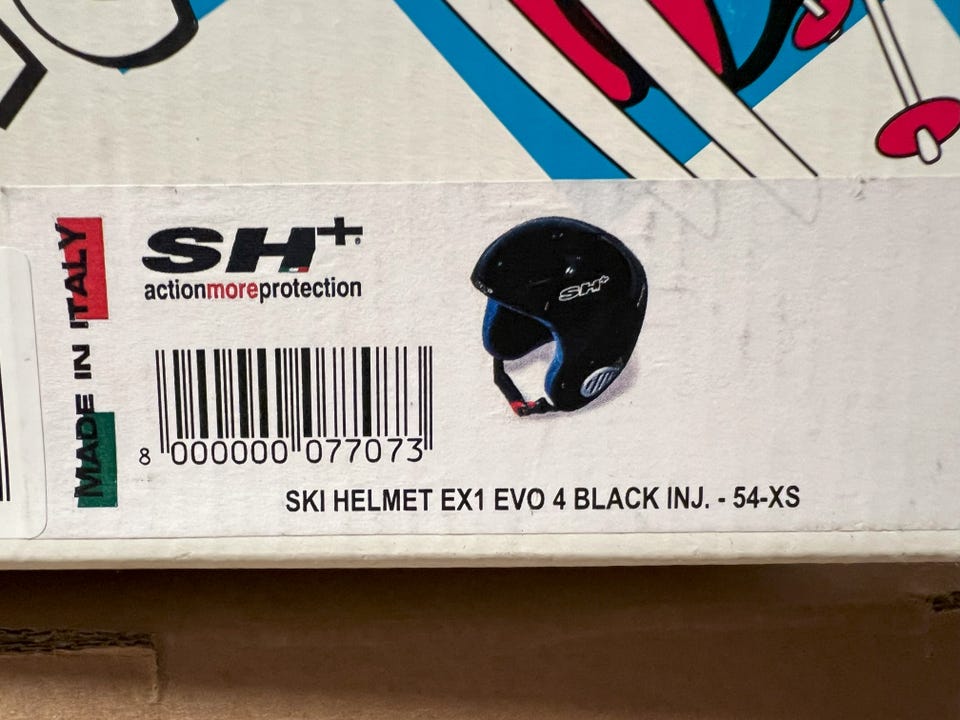 MADE IN ITALY
SH+®
actionmoreprotection
SH+
8 000000 077073
SKI HELMET EX1 EVO 4 BLACK INJ. - 54-XS